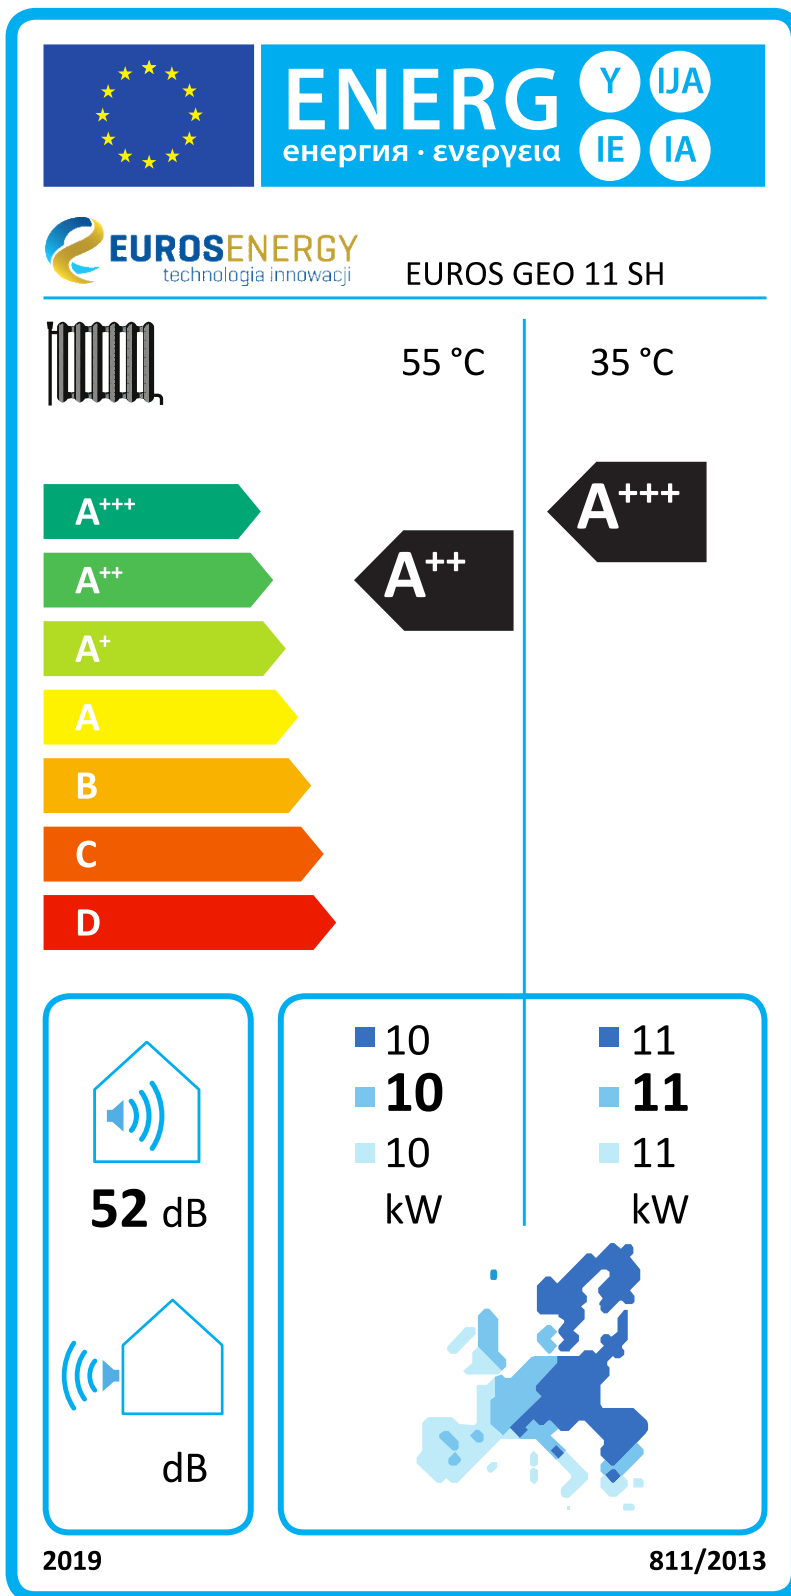 ENERG
енергия · ενεργεια
Y
IJA
IE
IA
EUROSENERGY
technologia innowacji
EUROS GEO 11 SH
55 °C
35 °C
A+++
A++
A+
A
B
C
D
A++
A+++
52 dB
dB
10
10
10
kW
11
11
11
kW
2019
811/2013